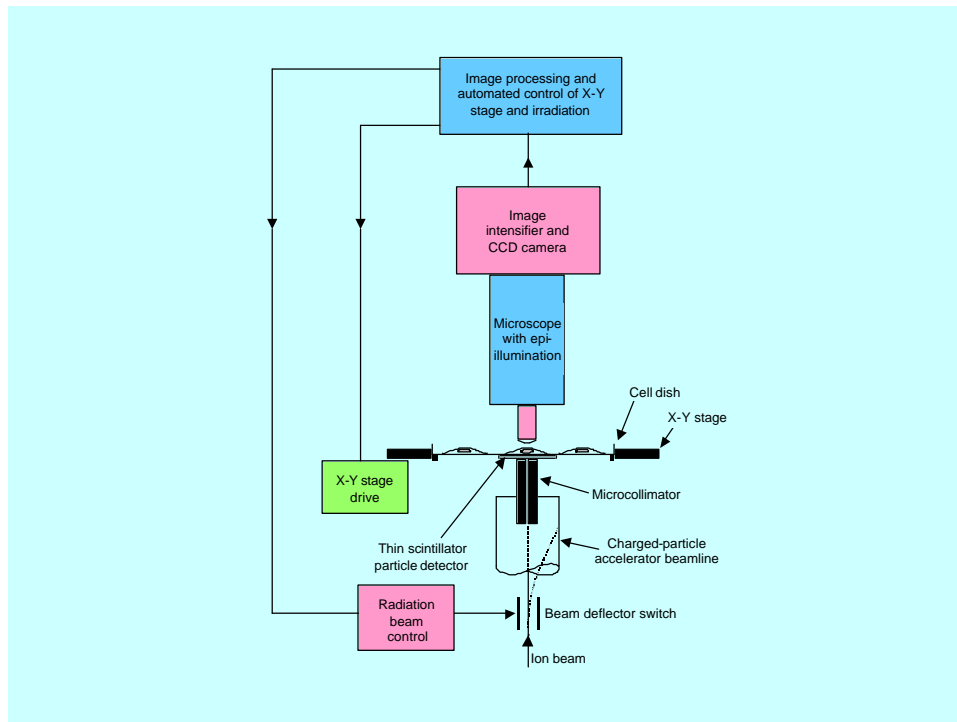 Image processing and
automated control of X-Y
stage and irradiation
Image
intensifier and
CCD camera
Microscope
with epi-
illumination
Cell dish
X-Y stage
X-Y stage
drive
Microcollimator
Thin scintillator
particle detector
Charged-particle
accelerator beamline
Radiation
beam
control
Beam deflector switch
Ion beam